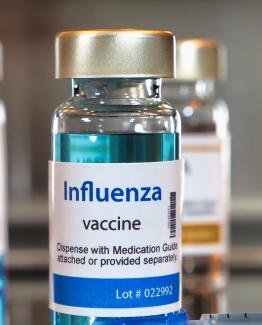 Influenza
vaccine
Dispense with Medication Guide
attached or provided separately.
Lot # 022992